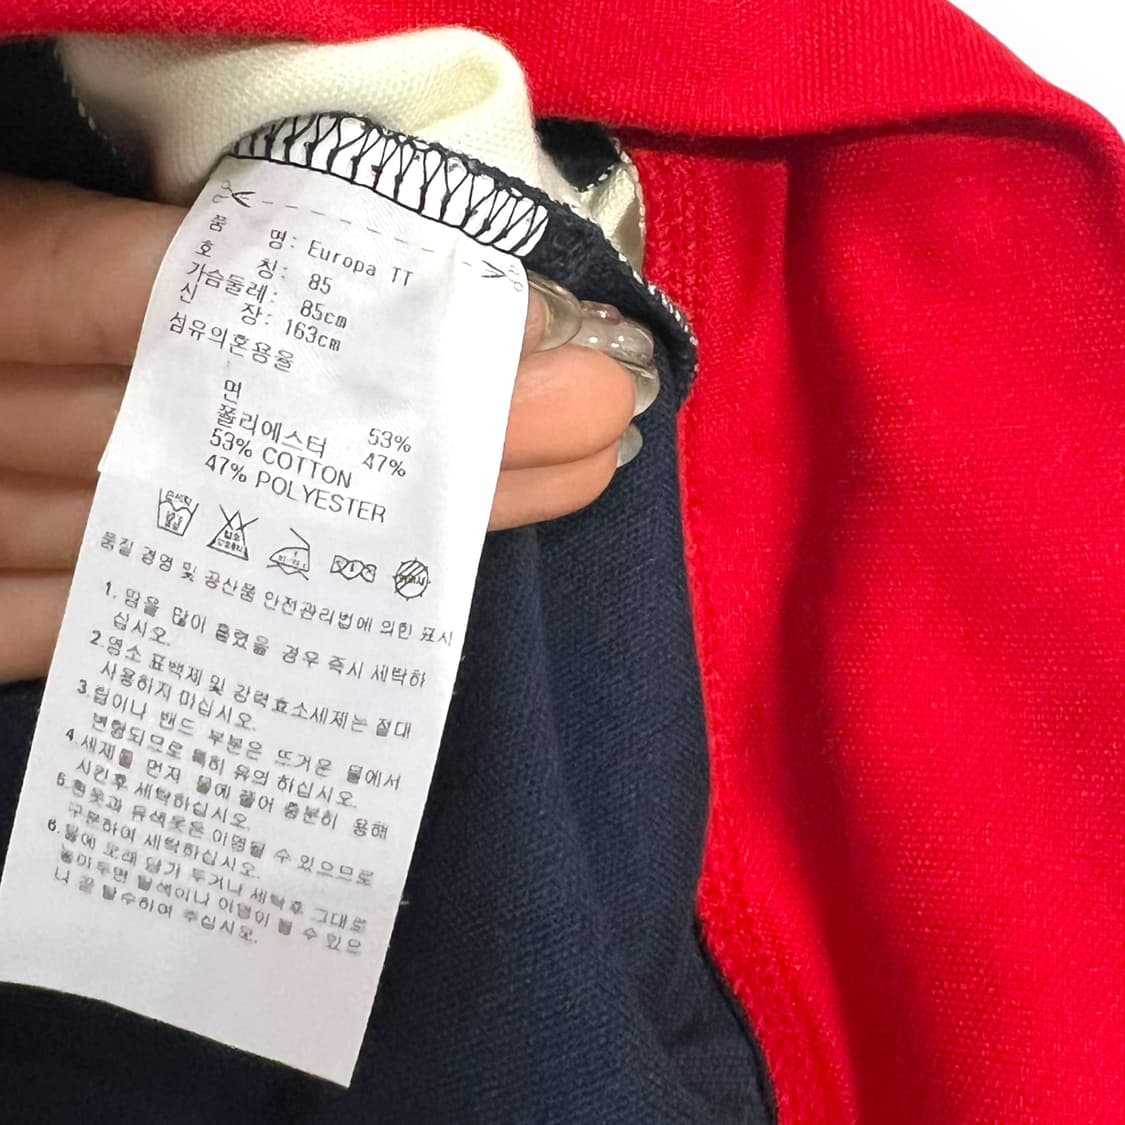 품 명: Europa TT
호 칭: 85
가슴둘레: 85cm
신 장: 163cm
섬유의혼용율
:
면 53%
폴리에스터 47%
53% COTTON
47% POLYESTER
품질 경영 및 공산품 안전관리법에 의한 표시
1. 땀을 많이 흘렸을 경우 즉시 세탁하
십시오.
2.염소 표백제 및 강력효소세제는 절대
사용하지 마십시오.
3.립이나 밴드 부분은 뜨거운 물에서
변형되므로 특히 유의 하십시오.
4.세제를 먼저 물에 풀어 충분히 용해
시킨후 세탁하십시오.
5.흰옷과 유색옷은 이염될 수 있으므로
구분하여 세탁하십시오.
6.물에 오래 담가 두거나 세탁후 그대로
놓아두면 탈색이나 이염이 될 수 있으
니 꼭 탈수하여 주십시오.